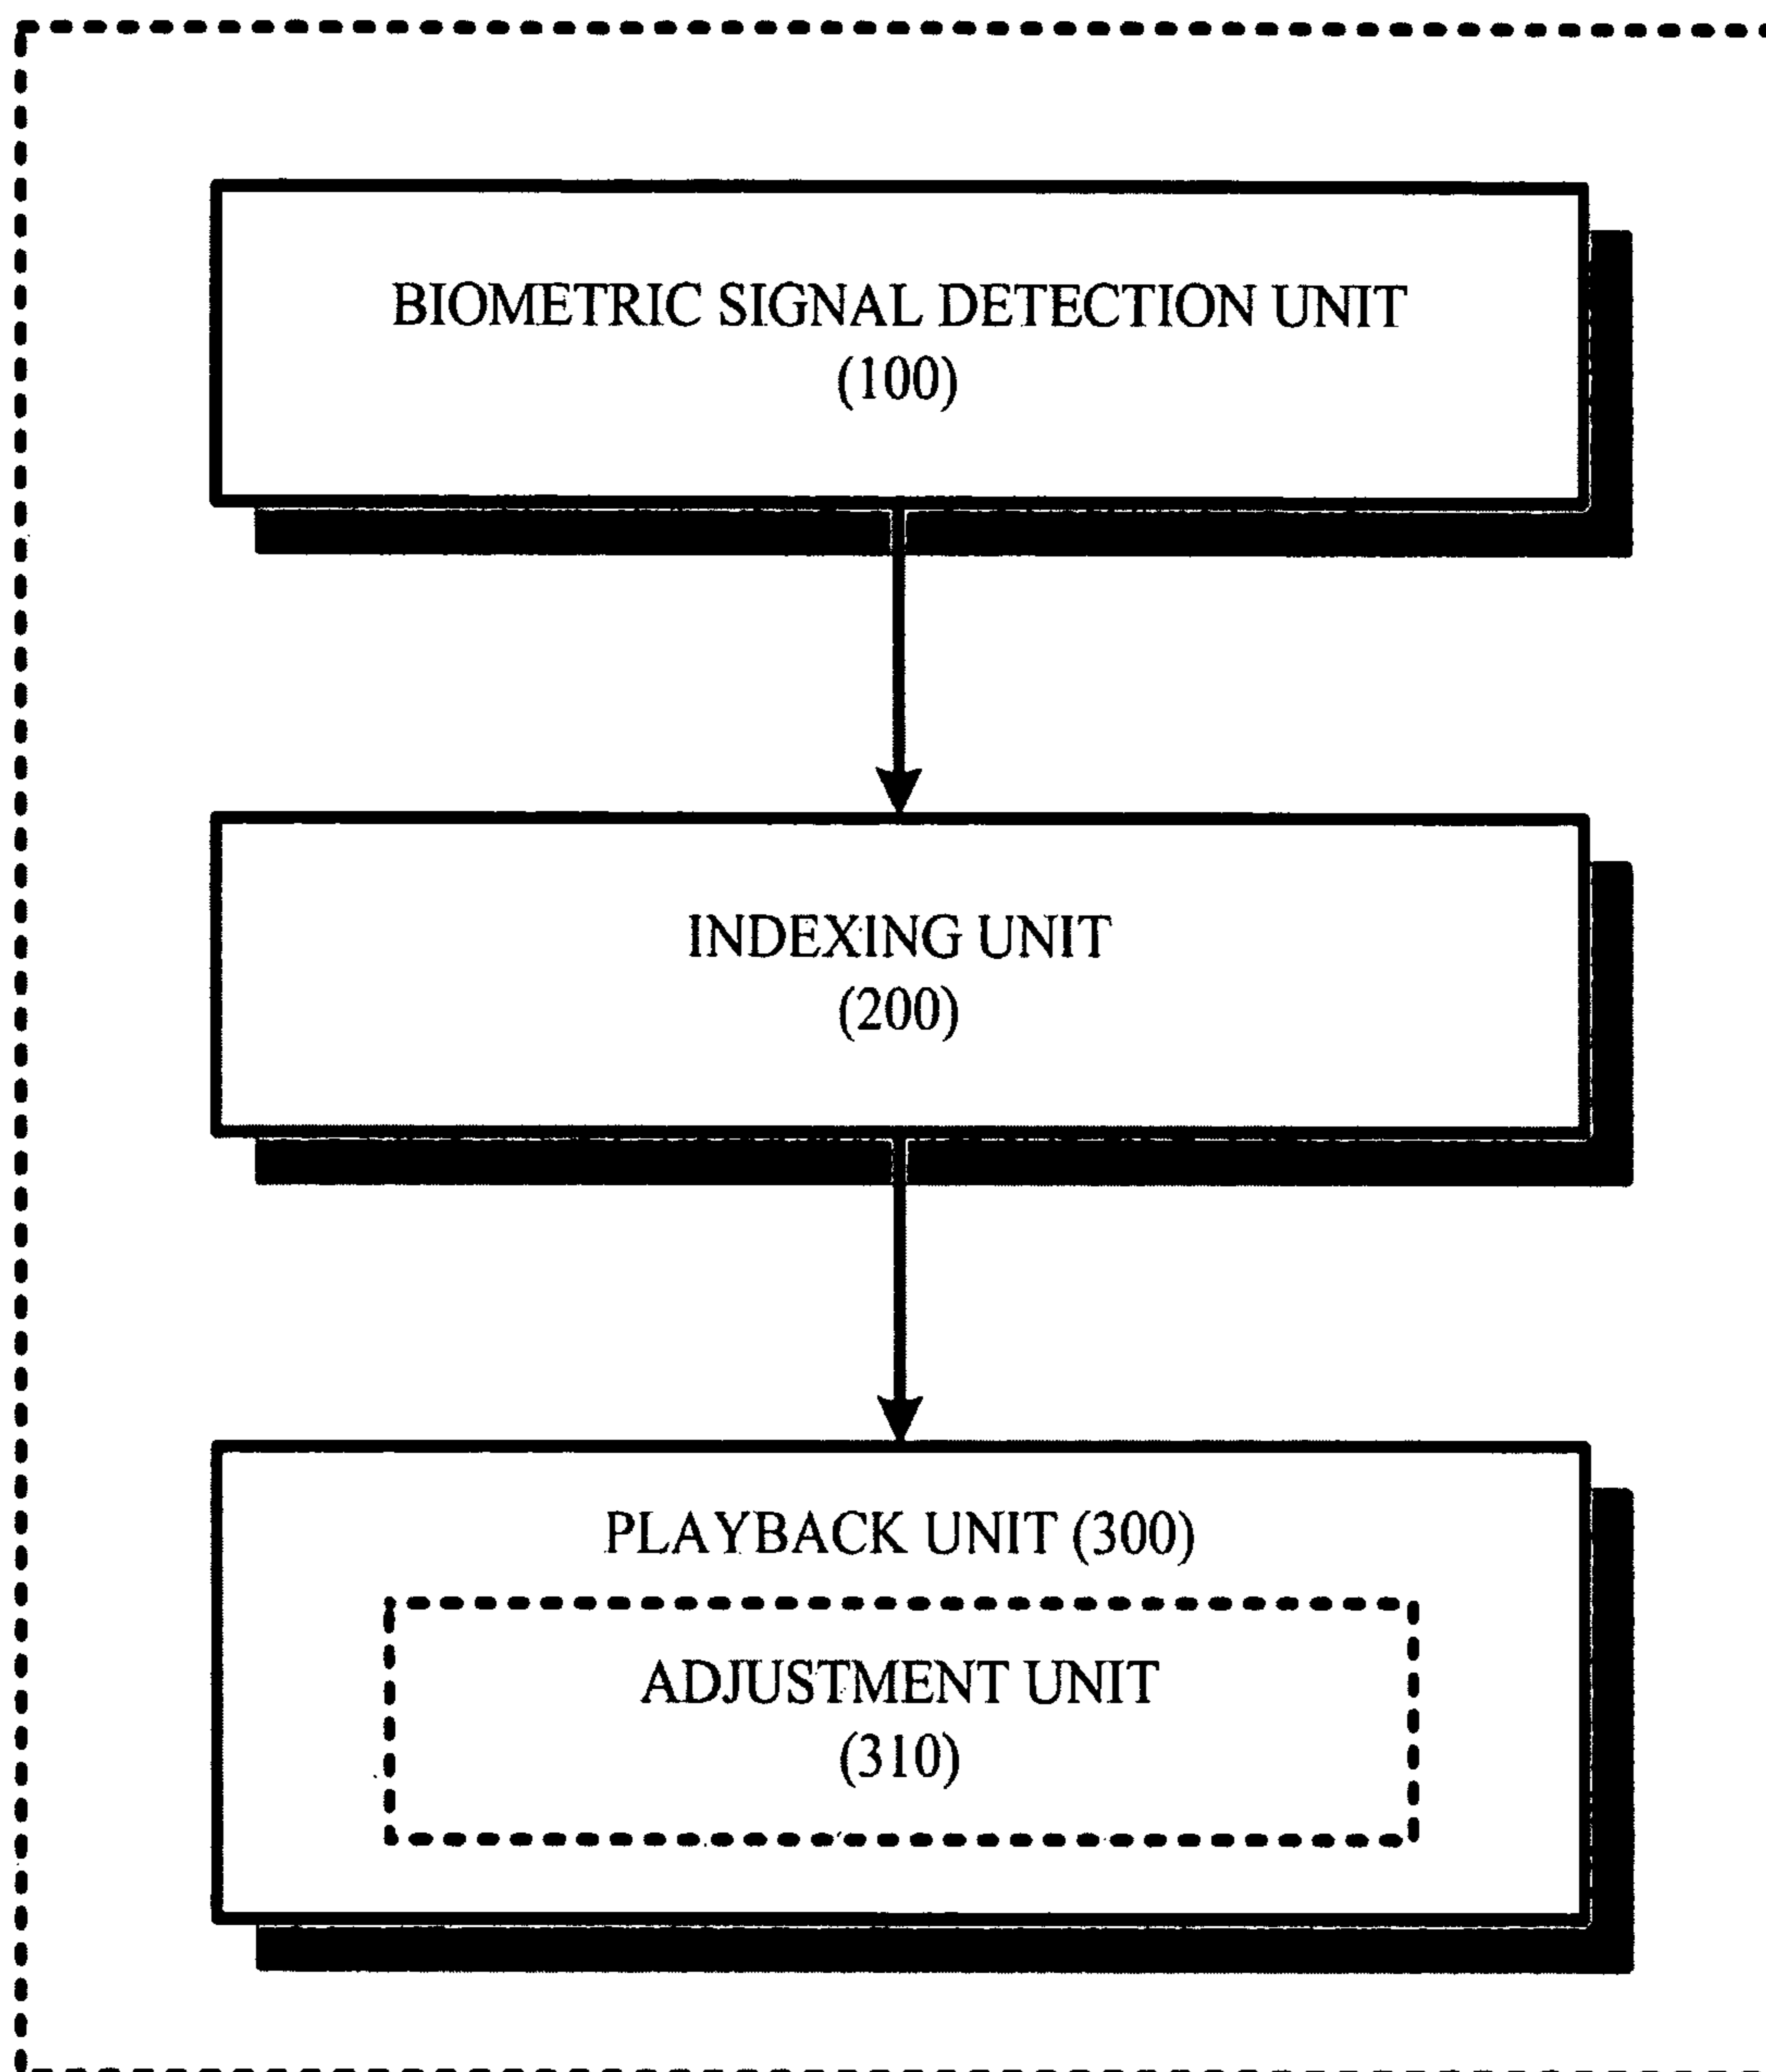 BIOMETRIC SIGNAL DETECTION UNIT
(100)
INDEXING UNIT
(200)
PLAYBACK UNIT (300)
ADJUSTMENT UNIT
(310)